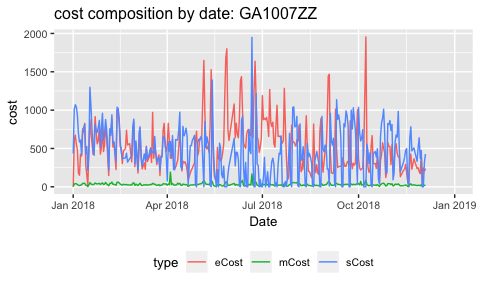 cost composition by date: GA1007ZZ
2000
1500
1000
500
0
cost
Jan 2018 Apr 2018 Jul 2018 Oct 2018 Jan 2019
Date
type eCost mCost sCost